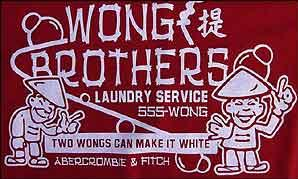 WONG 提
BROTHERS
LAUNDRY SERVICE
555-WONG
TWO WONGS CAN MAKE IT WHITE
ABERCROMBIE & FITCH